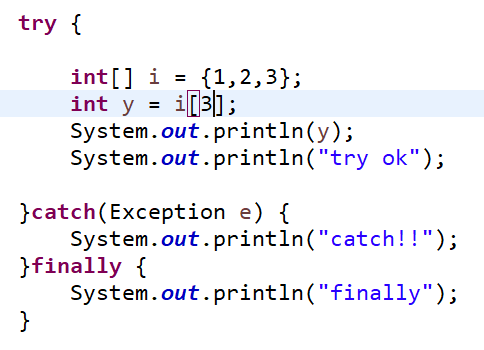 try {
int[] i = {1,2,3};
int y = i[3];
System.out.println(y);
System.out.println("try ok");
}catch(Exception e) {
System.out.println("catch!!");
}finally {
System.out.println("finally");
}